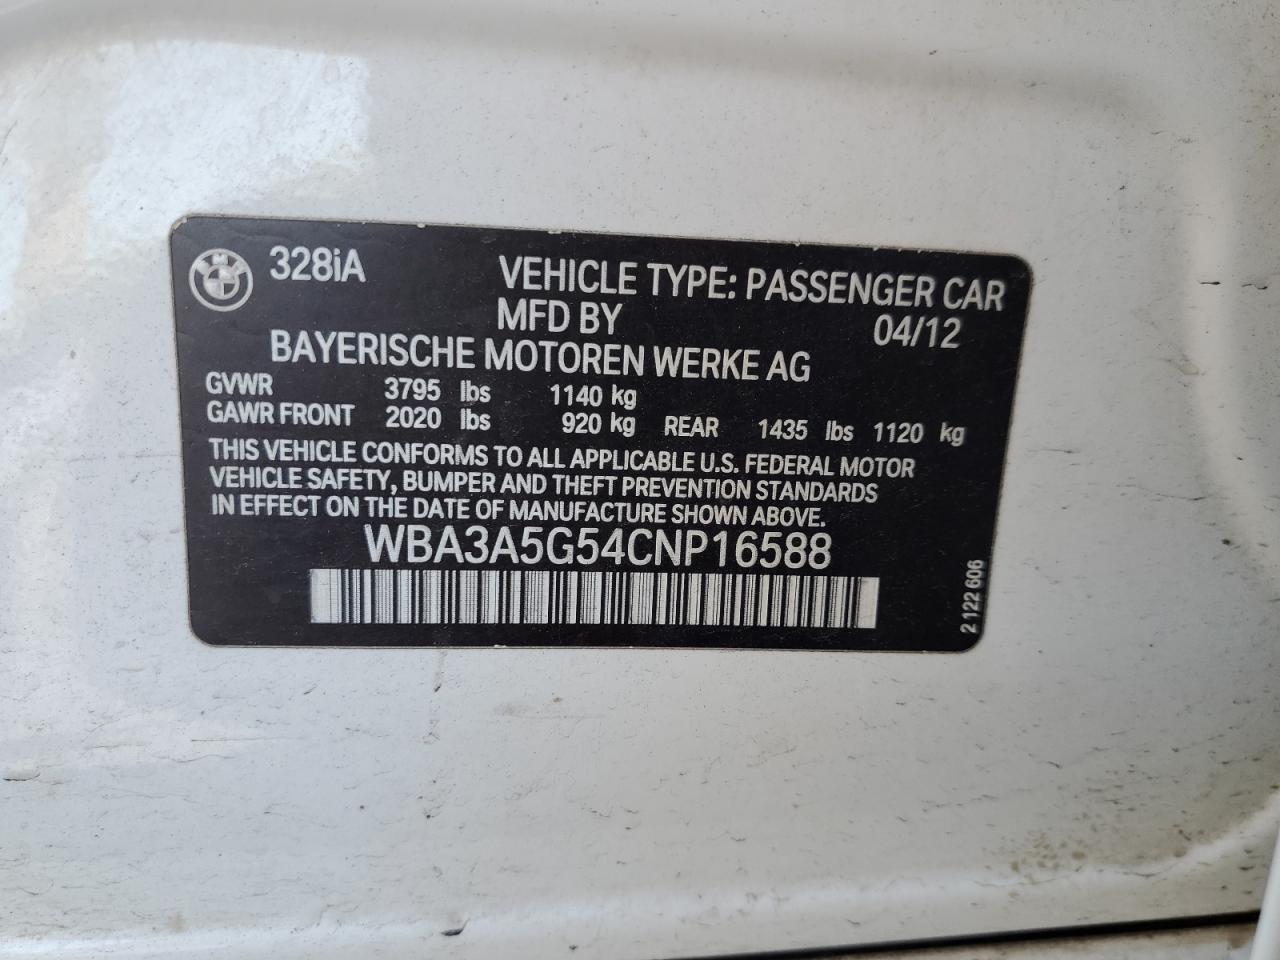 328iA VEHICLE TYPE: PASSENGER CAR
MFD BY 04/12
BAYERISCHE MOTOREN WERKE AG
GVWR 3795 lbs 1140 kg
GAWR FRONT 2020 lbs 920 kg REAR 1435 lbs 1120 kg
THIS VEHICLE CONFORMS TO ALL APPLICABLE U.S. FEDERAL MOTOR
VEHICLE SAFETY, BUMPER AND THEFT PREVENTION STANDARDS
IN EFFECT ON THE DATE OF MANUFACTURE SHOWN ABOVE.
WBA3A5G54CNP16588
2 122 606